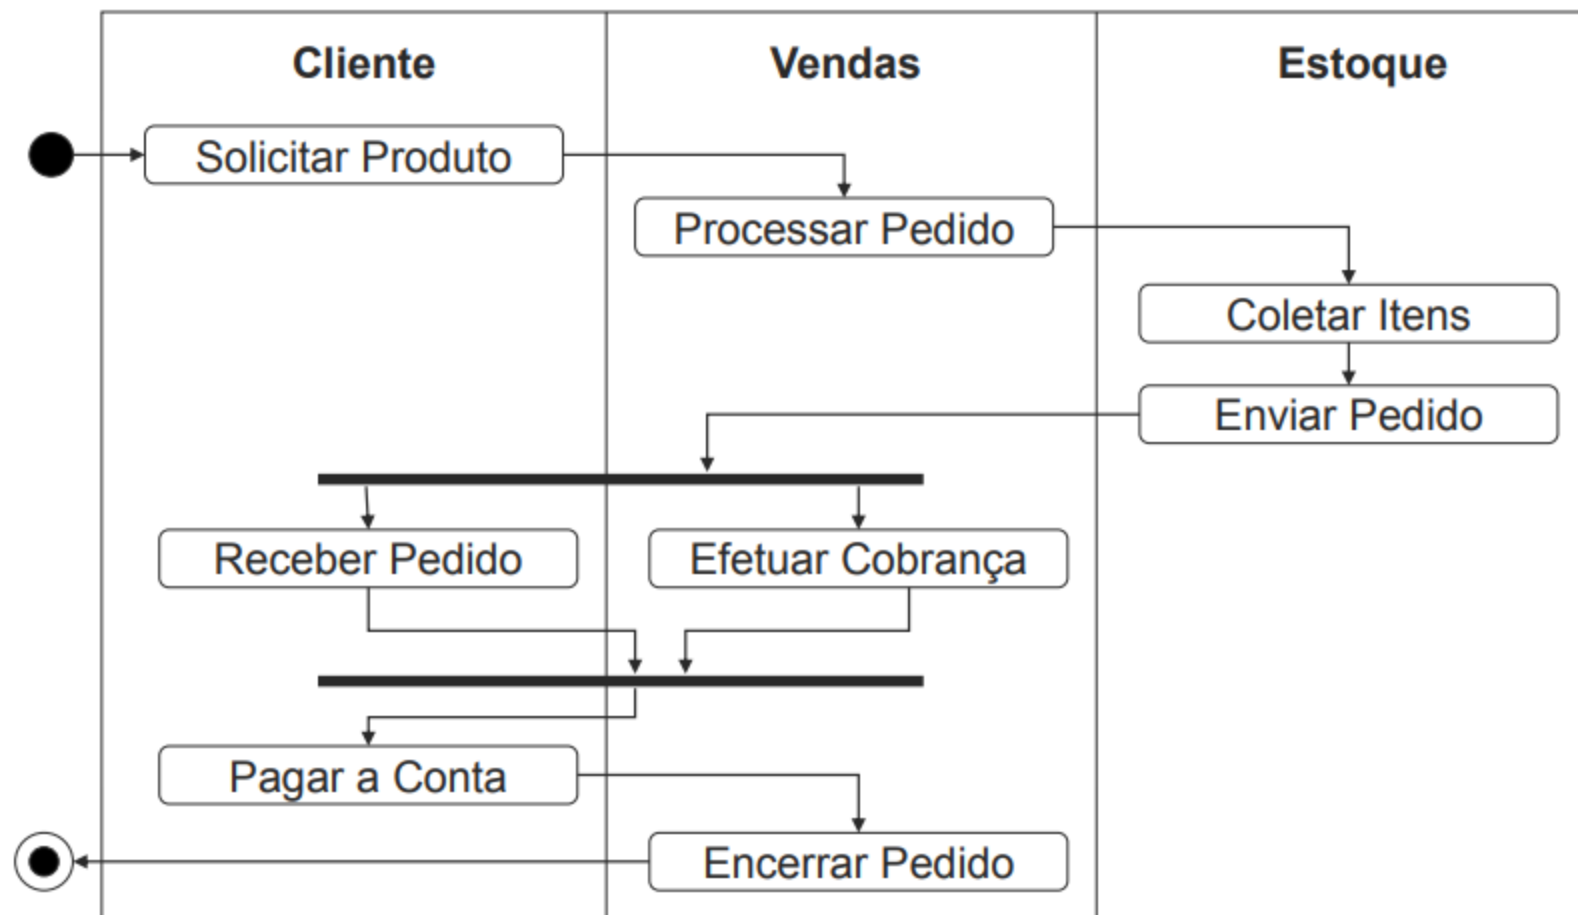 Cliente
Vendas
Estoque
Solicitar Produto
Processar Pedido
Coletar Itens
Enviar Pedido
Receber Pedido
Efetuar Cobrança
Pagar a Conta
Encerrar Pedido